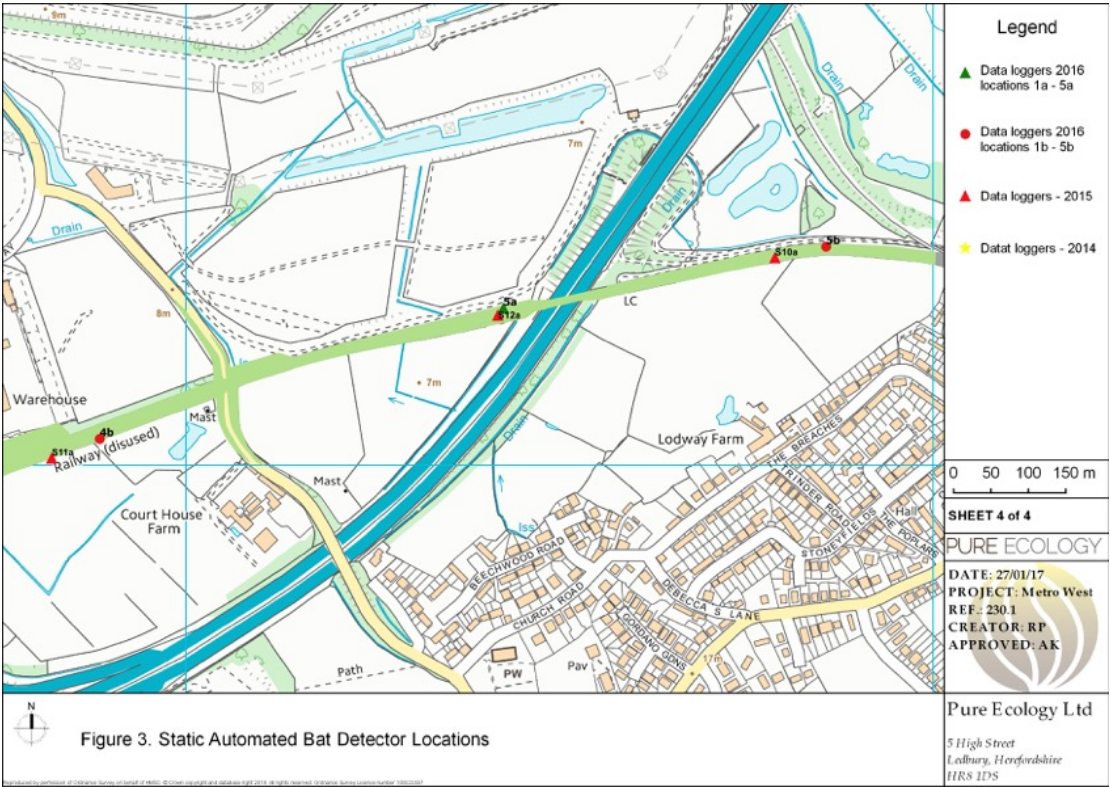 9m
Drain
Drain
Drain
7m
Drain
5b
S10a
Drain
5a
S12a
LC
8m
7m
Warehouse
Mast
4b
S11a
Railway (disused)
Lodway Farm
THE BREACHES
TRINDER ROAD
Hall
THE POPLARS
STONEYFIELDS
Mast
Drain
Court House
Farm
Iss
BEECHWOOD ROAD
CHURCH ROAD
DEBECCA S LANE
GORDANO GDNS
17m
Path
PW
Pav
Legend
Data loggers 2016
locations 1a - 5a
Data loggers 2016
locations 1b - 5b
Data loggers - 2015
Datat loggers - 2014
0 50 100 150 m
SHEET 4 of 4
PURE ECOLOGY
DATE: 27/01/17
PROJECT: Metro West
REF.: 230.1
CREATOR: RP
APPROVED: AK
Pure Ecology Ltd
5 High Street
Ledbury, Herefordshire
HR8 1DS
N
Figure 3. Static Automated Bat Detector Locations